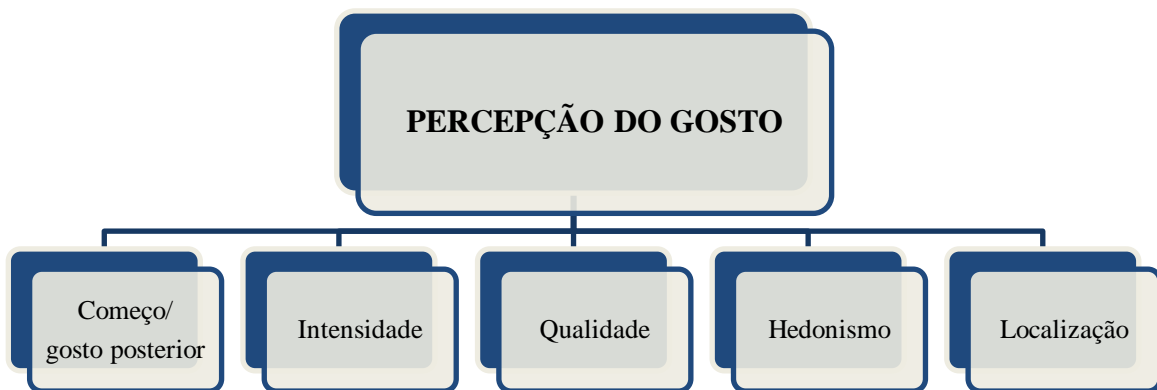 PERCEPÇÃO DO GOSTO
Começo/
gosto posterior
Intensidade
Qualidade
Hedonismo
Localização